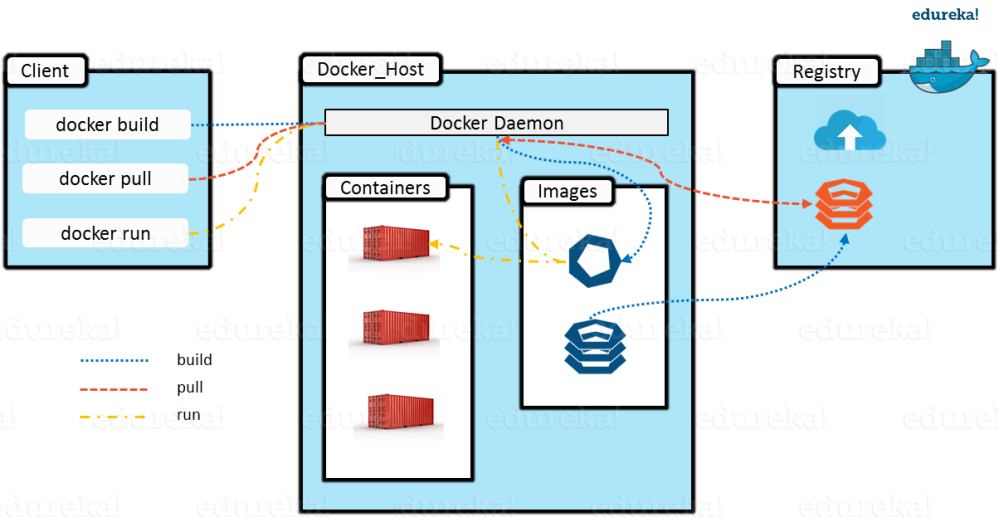 edureka!
Client
docker build
docker pull
docker run
Docker_Host
Docker Daemon
Containers
Images
Registry
build
pull
run